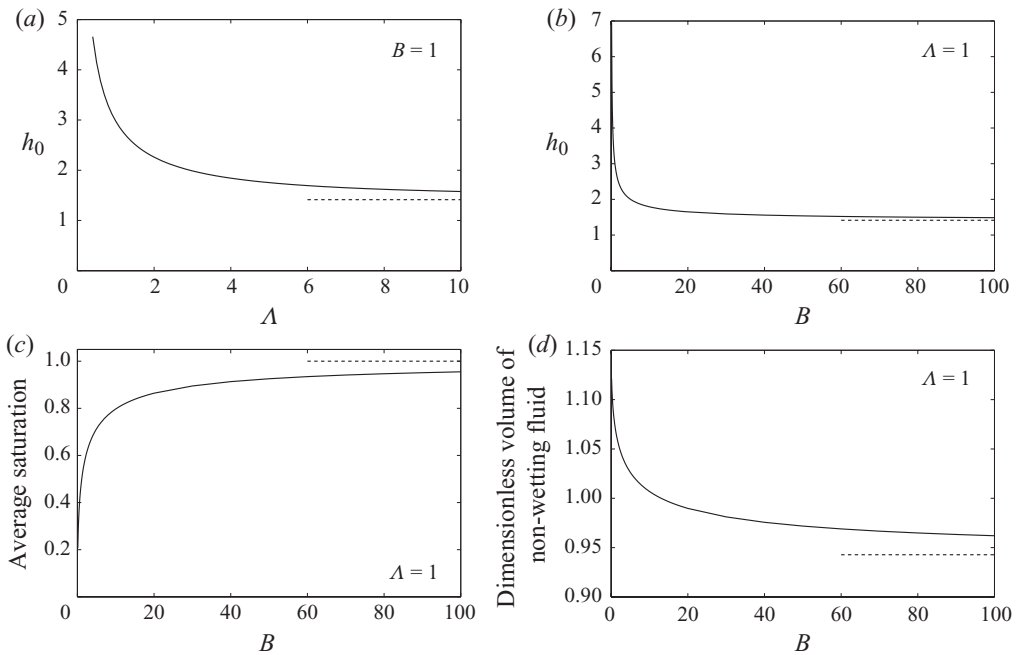 (a)
5
4
3
2
1
0
h0
B = 1
2
4
6
8
10
Λ
(b)
7
6
5
4
3
2
1
0
h0
Λ = 1
20
40
60
80
100
B
(c)
1.0
0.8
0.6
0.4
0.2
0
Average saturation
Λ = 1
20
40
60
80
100
B
(d)
1.15
1.10
1.05
1.00
0.95
0.90
Dimensionless volume of
non-wetting fluid
Λ = 1
0
20
40
60
80
100
B